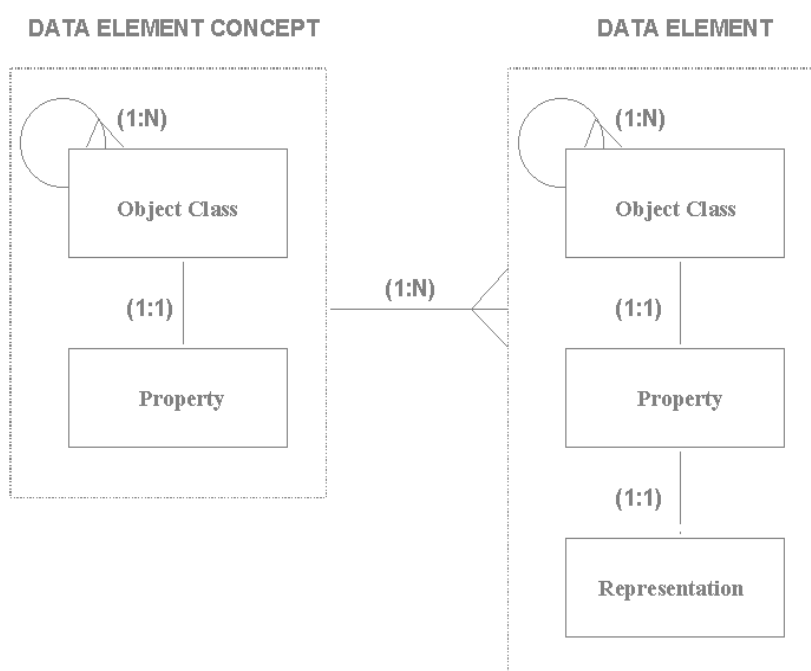 DATA ELEMENT CONCEPT
(1:N)
Object Class
(1:1)
Property
(1:N)
DATA ELEMENT
(1:N)
Object Class
(1:1)
Property
(1:1)
Representation